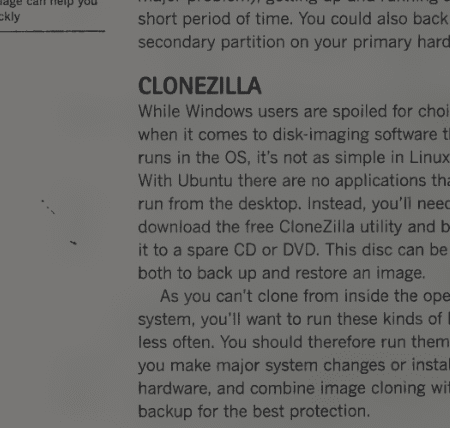 age can help you
ckly
short period of time. You could also back
secondary partition on your primary hard
CLONEZILLA
While Windows users are spoiled for choi
when it comes to disk-imaging software t
runs in the OS, it's not as simple in Linux
With Ubuntu there are no applications tha
run from the desktop. Instead, you'll need
download the free CloneZilla utility and b
it to a spare CD or DVD. This disc can be
both to back up and restore an image.
As you can't clone from inside the ope
system, you'll want to run these kinds of
less often. You should therefore run them
you make major system changes or instal
hardware, and combine image cloning wit
backup for the best protection.